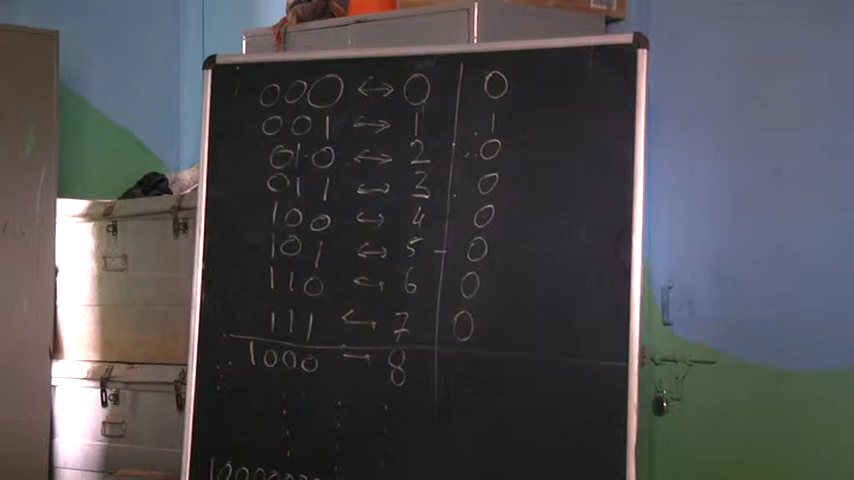 000 ↔ 0 | 0
001 ↔ 1 | 1
010 ↔ 2 | 0
011 ↔ 3 | 0
100 ↔ 4 | 0
101 ↔ 5 | 0
110 ↔ 6 | 0
111 ↔ 7 | 0
1000 ↔ 8